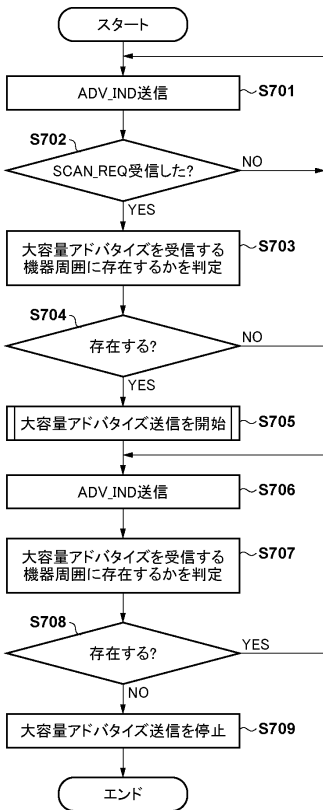 スタート
ADV_IND送信
S701
S702
SCAN_REQ受信した?
NO
YES
大容量アドバタイズを受信する
機器周囲に存在するかを判定
S703
S704
存在する?
NO
YES
大容量アドバタイズ送信を開始
S705
ADV_IND送信
S706
大容量アドバタイズを受信する
機器周囲に存在するかを判定
S707
S708
存在する?
YES
NO
大容量アドバタイズ送信を停止
S709
エンド